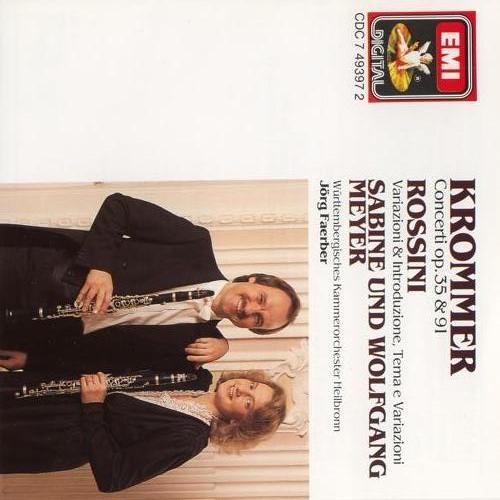 EMI
DIGITAL
CDC 7 49397 2
KROMMER
Concerti op. 35 & 91
ROSSINI
Variazioni & Introduzione, Tema e Variazioni
SABINE UND WOLFGANG
MEYER
Württembergisches Kammerorchester Heilbronn
Jörg Faerber